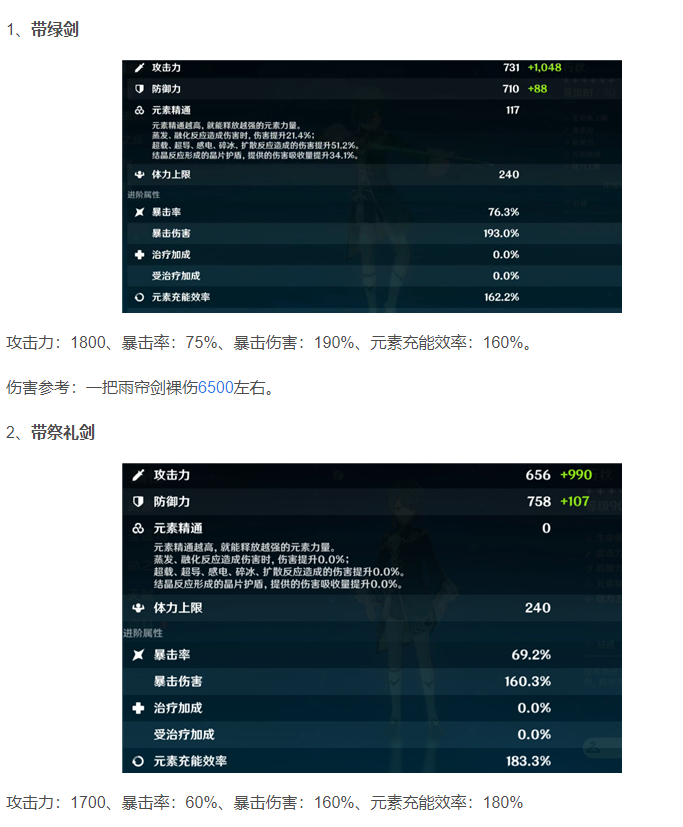 1、带绿剑
攻击力 731 +1,048
防御力 710 +88
元素精通 117
元素精通越高，就能释放越强的元素力量。
蒸发、融化反应造成伤害时，伤害提升21.4%；
超载、超导、感电、碎冰、扩散反应造成的伤害提升51.2%。
结晶反应形成的晶片护盾，提供的伤害吸收量提升34.1%。
体力上限 240
进阶属性
暴击率 76.3%
暴击伤害 193.0%
治疗加成 0.0%
受治疗加成 0.0%
元素充能效率 162.2%
攻击力：1800、暴击率：75%、暴击伤害：190%、元素充能效率：160%。
伤害参考：一把雨帘剑裸伤6500左右。
2、带祭礼剑
攻击力 656 +990
防御力 758 +107
元素精通 0
元素精通越高，就能释放越强的元素力量。
蒸发、融化反应造成伤害时，伤害提升0.0%；
超载、超导、感电、碎冰、扩散反应造成的伤害提升0.0%。
结晶反应形成的晶片护盾，提供的伤害吸收量提升0.0%。
体力上限 240
进阶属性
暴击率 69.2%
暴击伤害 160.3%
治疗加成 0.0%
受治疗加成 0.0%
元素充能效率 183.3%
攻击力：1700、暴击率：60%、暴击伤害：160%、元素充能效率：180%